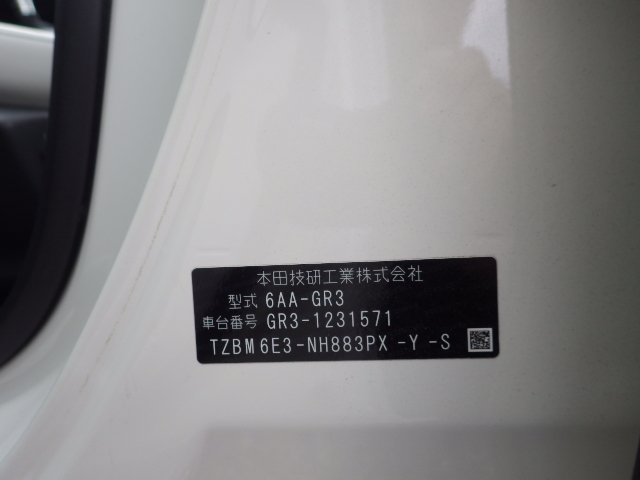 本田技研工業株式会社
型式 6AA-GR3
車台番号 GR3-1231571
TZBM6E3-NH883PX-Y-S